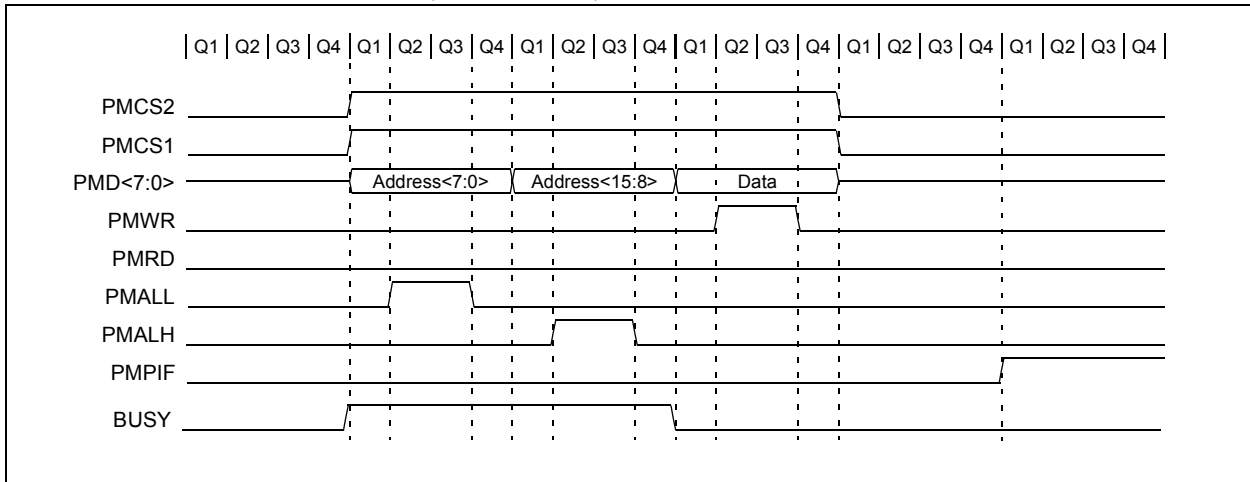 Q1 Q2 Q3 Q4 Q1 Q2 Q3 Q4 Q1 Q2 Q3 Q4 Q1 Q2 Q3 Q4 Q1 Q2 Q3 Q4 Q1 Q2 Q3 Q4
PMCS2
PMCS1
PMD<7:0> Address<7:0> Address<15:8> Data
PMWR
PMRD
PMALL
PMALH
PMPIF
BUSY